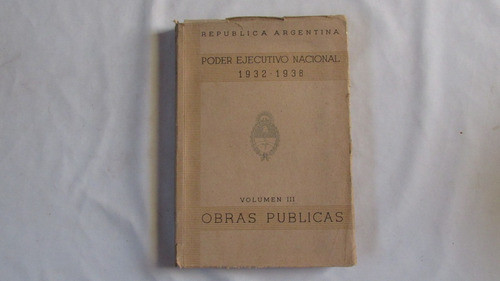 REPUBLICA ARGENTINA
PODER EJECUTIVO NACIONAL
1932-1938
VOLUMEN III
OBRAS PUBLICAS